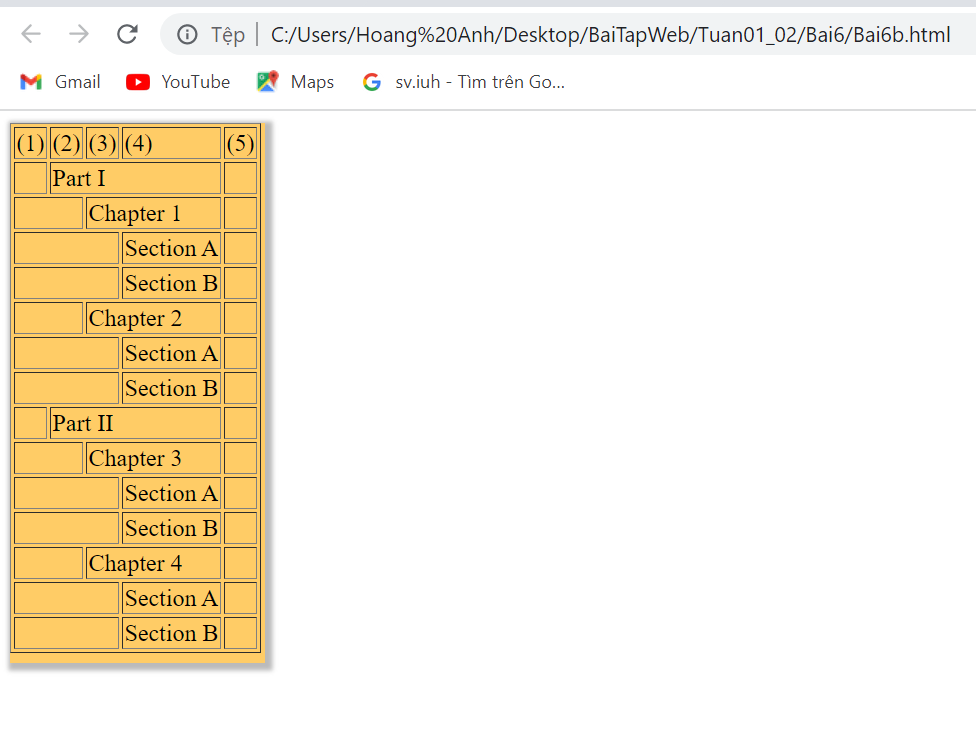 Tệp C:/Users/Hoang%20Anh/Desktop/BaiTapWeb/Tuan01_02/Bai6/Bai6b.html
Gmail YouTube Maps sv.iuh - Tìm trên Go...
(1) (2) (3) (4) (5)
Part I
Chapter 1
Section A
Section B
Chapter 2
Section A
Section B
Part II
Chapter 3
Section A
Section B
Chapter 4
Section A
Section B